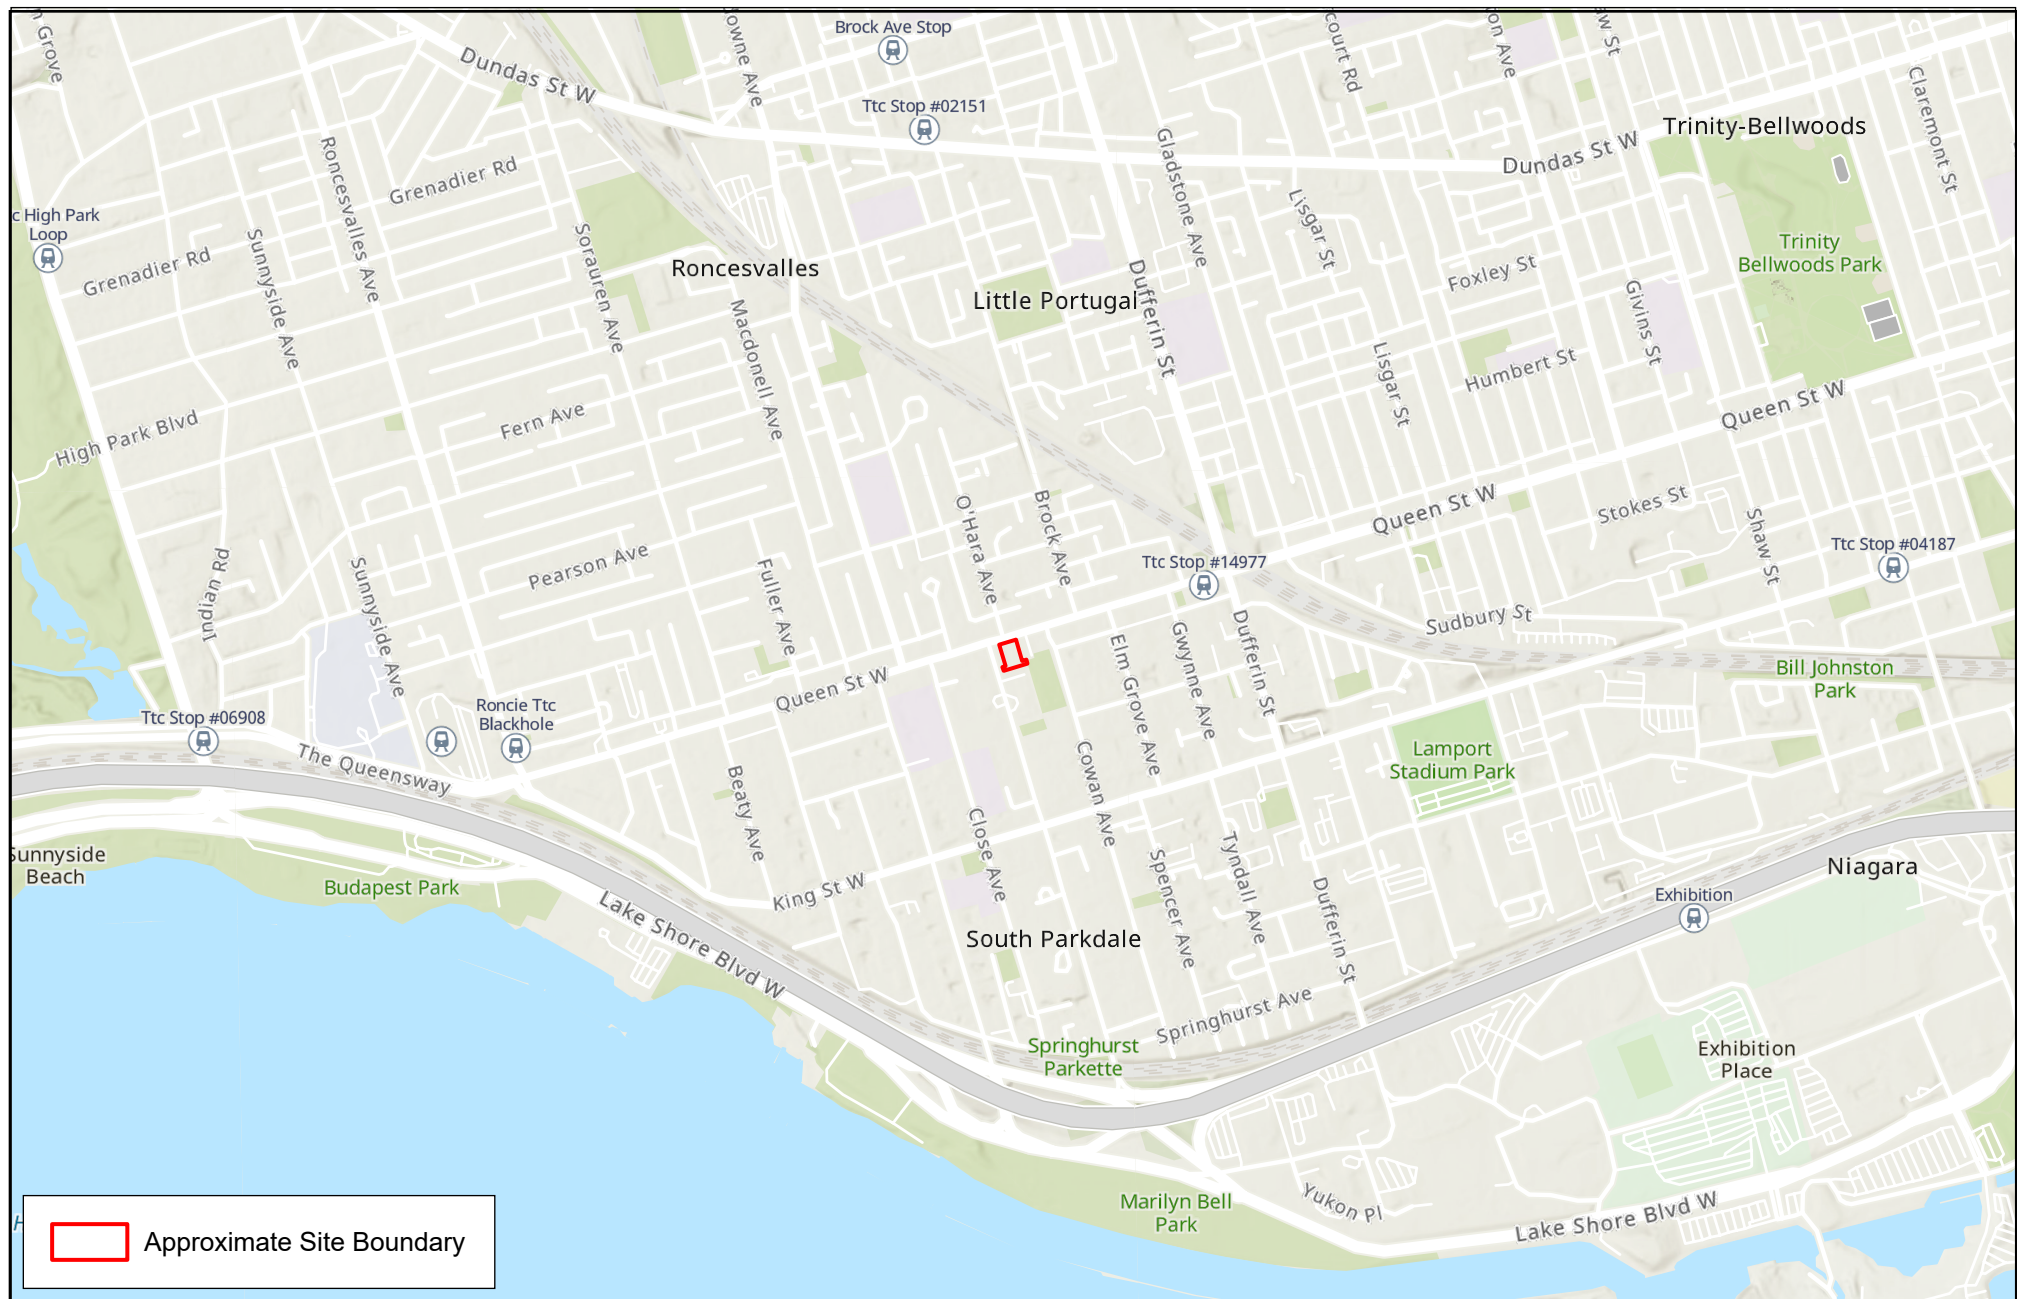 Brock Ave Stop
Dundas St W
Ttc Stop #02151
Trinity-Bellwoods
Claremont St
Dundas St W
Gladstone Ave
Roncesvalles Ave
Grenadier Rd
c High Park
Loop
Lisgar St
Grenadier Rd
Sunnyside Ave
Sorauren Ave
Trinity
Bellwoods Park
Roncesvalles
Foxley St
Little Portugal
Dufferin St
Givins St
Macdonell Ave
Lisgar St
Humbert St
Queen St W
Fern Ave
High Park Blvd
Queen St W
Stokes St
O'Hara Ave
Brock Ave
Shaw St
Ttc Stop #04187
Ttc Stop #14977
Indian Rd
Sunnyside Ave
Pearson Ave
Fuller Ave
Sudbury St
Dufferin St
Gwynne Ave
Elm Grove Ave
Bill Johnston
Park
Queen St W
Roncie Ttc
Blackhole
Ttc Stop #06908
The Queensway
Lamport
Stadium Park
Cowan Ave
Beaty Ave
Close Ave
Tyndall Ave
Spencer Ave
Sunnyside
Beach
Budapest Park
King St W
Niagara
Dufferin St
Exhibition
Lake Shore Blvd W
South Parkdale
Springhurst Ave
Springhurst
Parkette
Exhibition
Place
Marilyn Bell
Park
Yukon Pl
Lake Shore Blvd W
Approximate Site Boundary